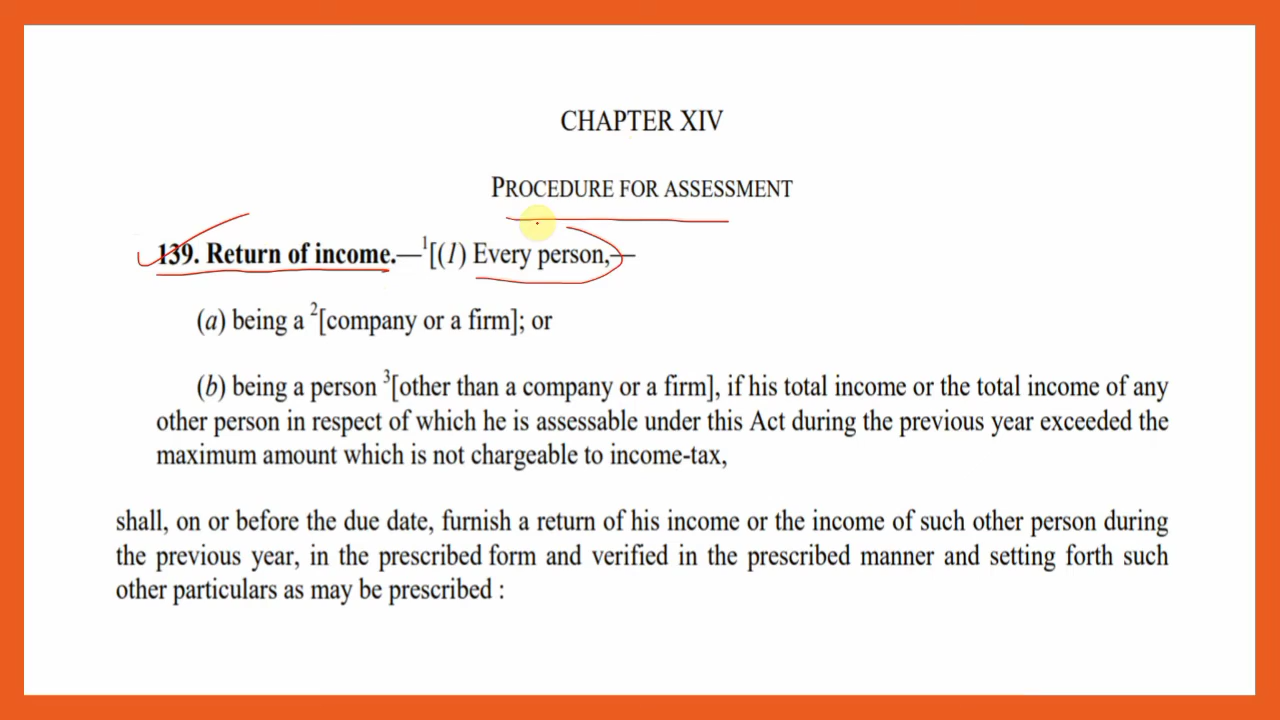 CHAPTER XIV
PROCEDURE FOR ASSESSMENT
139. Return of income.—1[(1) Every person,—
(a) being a 2[company or a firm]; or
(b) being a person 3[other than a company or a firm], if his total income or the total income of any
other person in respect of which he is assessable under this Act during the previous year exceeded the
maximum amount which is not chargeable to income-tax,
shall, on or before the due date, furnish a return of his income or the income of such other person during
the previous year, in the prescribed form and verified in the prescribed manner and setting forth such
other particulars as may be prescribed :